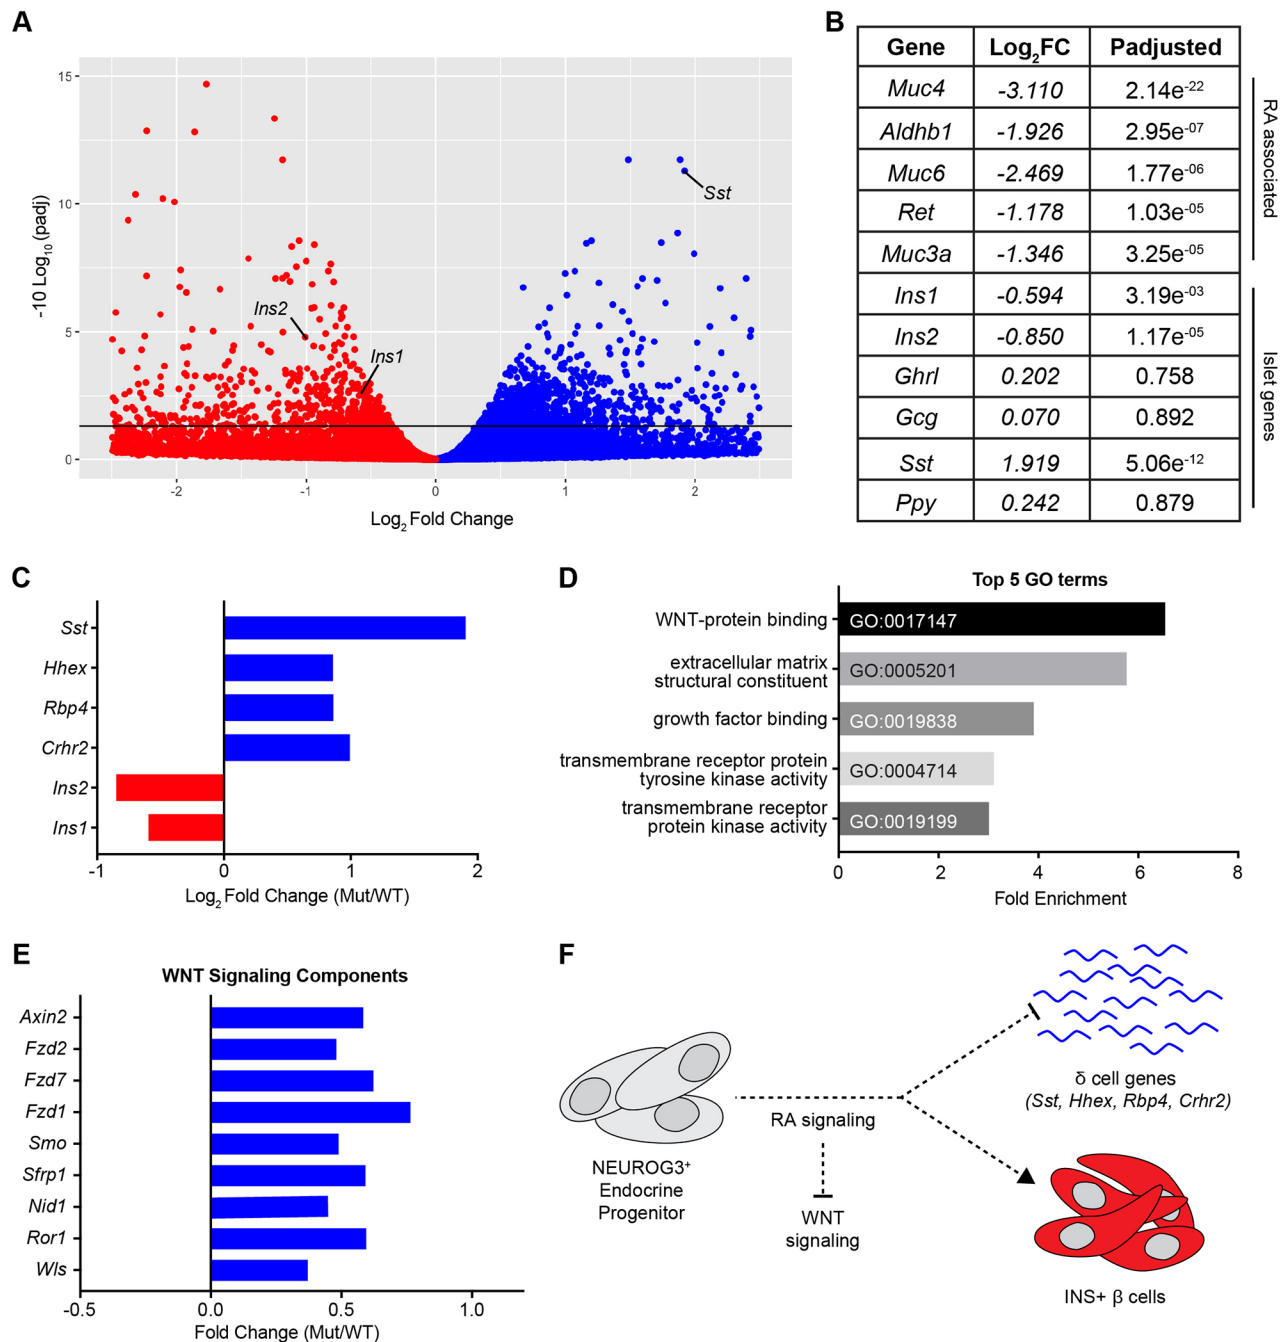 A
-10 Log10 (padj)
15
10
5
0
Sst
Ins2
Ins1
-2
-1
0
1
2
Log2 Fold Change
B
Gene Log2FC Padjusted
Muc4 -3.110 2.14e-22
Aldhb1 -1.926 2.95e-07
Muc6 -2.469 1.77e-06
Ret -1.178 1.03e-05
Muc3a -1.346 3.25e-05
Ins1 -0.594 3.19e-03
Ins2 -0.850 1.17e-05
Ghrl 0.202 0.758
Gcg 0.070 0.892
Sst 1.919 5.06e-12
Ppy 0.242 0.879
RA associated
Islet genes
C
Sst
Hhex
Rbp4
Crhr2
Ins2
Ins1
-1
0
1
2
Log2 Fold Change (Mut/WT)
D
Top 5 GO terms
WNT-protein binding
GO:0017147
extracellular matrix
structural constituent
GO:0005201
growth factor binding
GO:0019838
transmembrane receptor protein
tyrosine kinase activity
GO:0004714
transmembrane receptor
protein kinase activity
GO:0019199
0
2
4
6
8
Fold Enrichment
E
WNT Signaling Components
Axin2
Fzd2
Fzd7
Fzd1
Smo
Sfrp1
Nid1
Ror1
Wls
-0.5
0.0
0.5
1.0
Fold Change (Mut/WT)
F
NEUROG3+
Endocrine
Progenitor
RA signaling
WNT
signaling
δ cell genes
(Sst, Hhex, Rbp4, Crhr2)
INS+ β cells